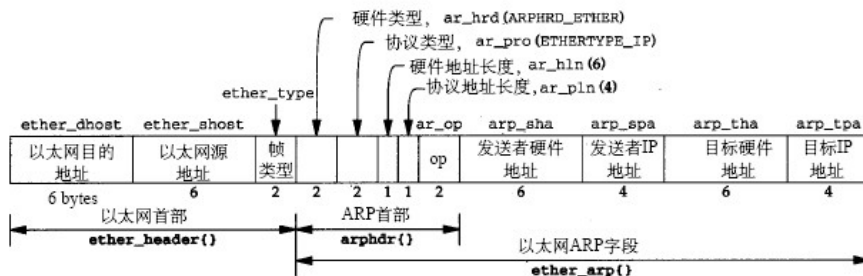 硬件类型，ar_hrd(ARPHRD_ETHER)
协议类型，ar_pro(ETHERTYPE_IP)
硬件地址长度，ar_hln(6)
协议地址长度,ar_pln(4)
ether_type
ether_dhost ether_shost ar_op arp_sha arp_spa arp_tha arp_tpa
以太网目的地址 以太网源地址 帧类型 op 发送者硬件地址 发送者IP地址 目标硬件地址 目标IP地址
6 bytes 6 2 2 2 1 1 2 6 4 6 4
以太网首部 ARP首部
ether_header{} arphdr{}
以太网ARP字段
ether_arp{}